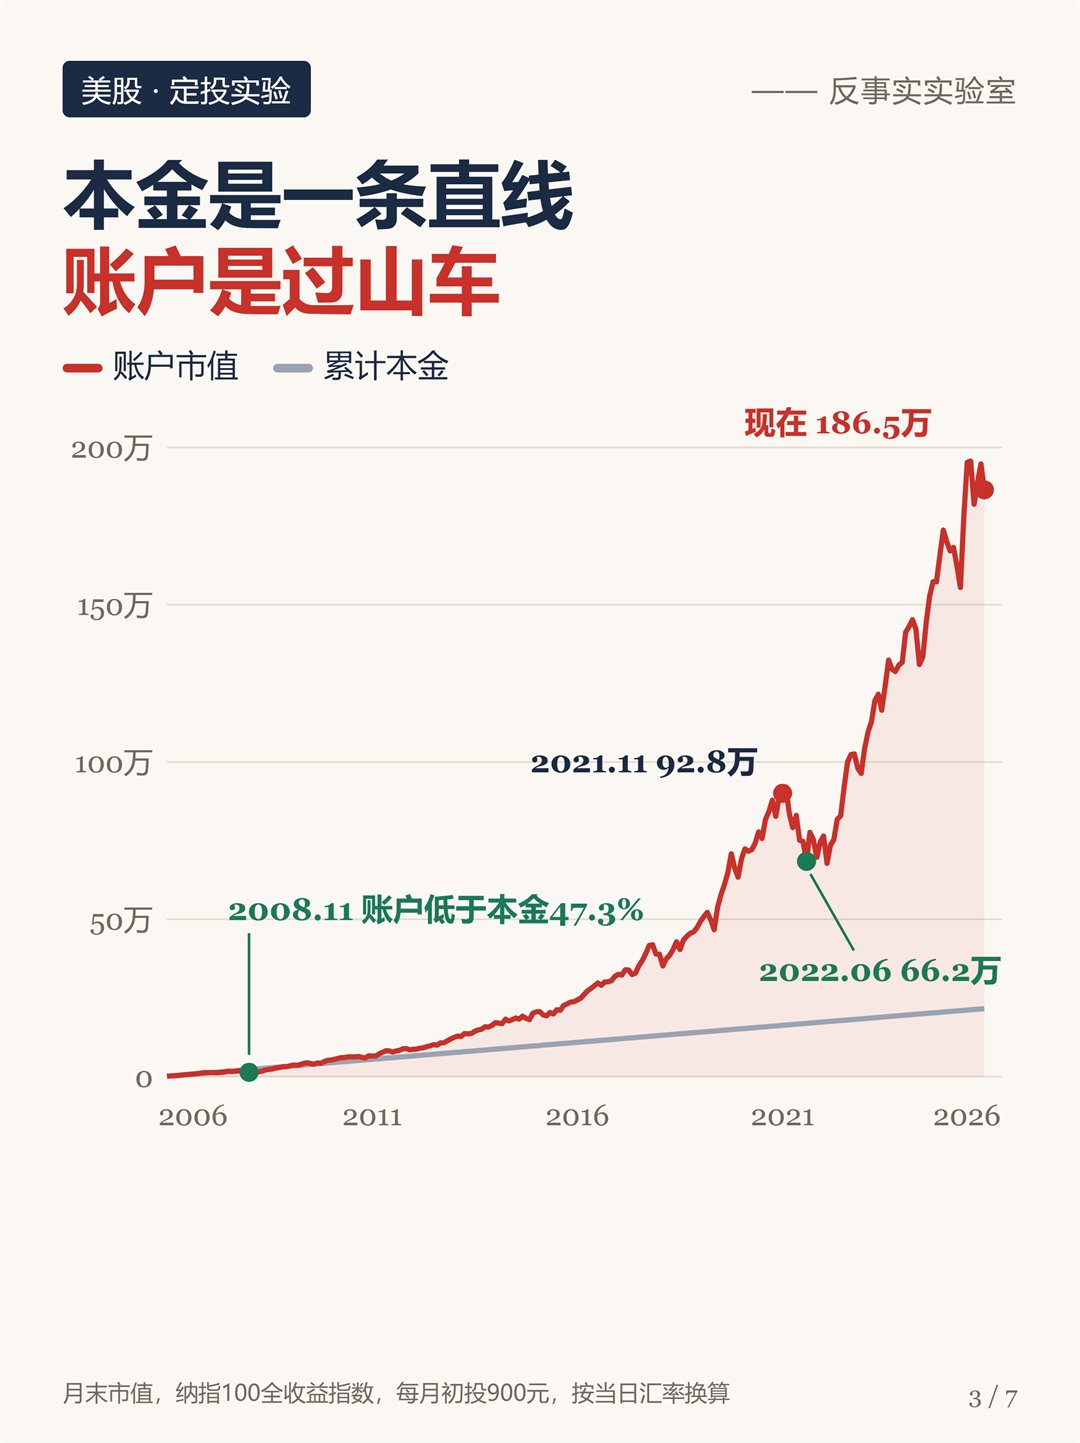 美股 · 定投实验
—— 反事实实验室
本金是一条直线
账户是过山车
账户市值 累计本金
现在 186.5万
200万
150万
100万
2021.11 92.8万
50万
2008.11 账户低于本金47.3%
2022.06 66.2万
0
2006 2011 2016 2021 2026
月末市值，纳指100全收益指数，每月初投900元，按当日汇率换算
3 / 7